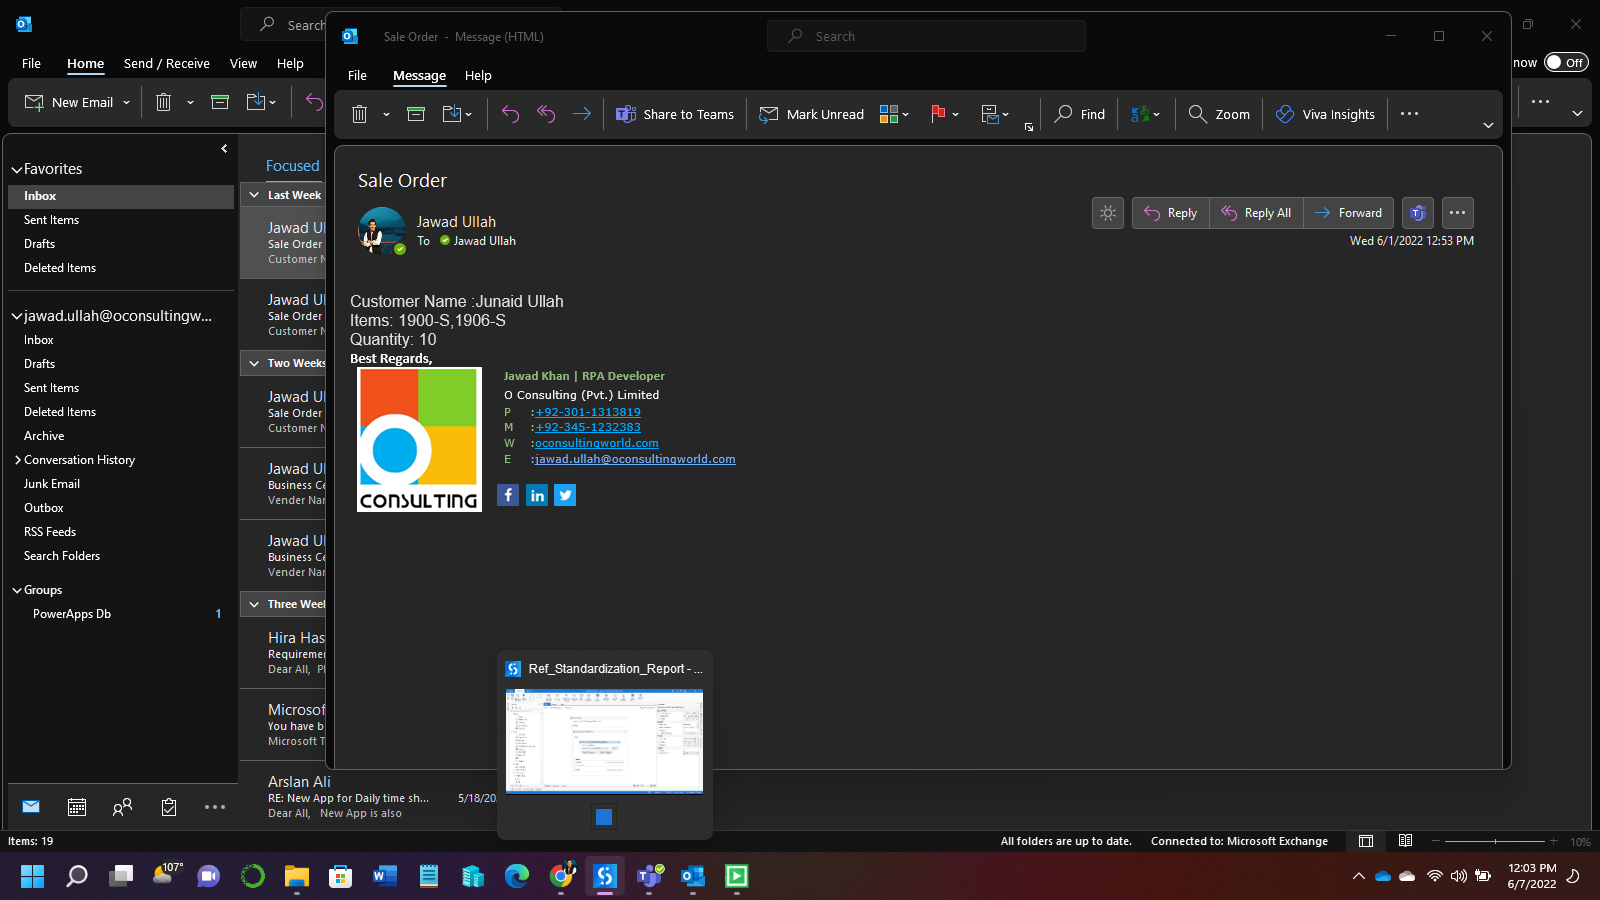 Search
File Home Send / Receive View Help
New Email
now Off
Favorites
Inbox
Sent Items
Drafts
Deleted Items
jawad.ullah@oconsultingw...
Inbox
Drafts
Sent Items
Deleted Items
Archive
Conversation History
Junk Email
Outbox
RSS Feeds
Search Folders
Groups
PowerApps Db 1
Focused
Last Week
Jawad Ul
Sale Order
Customer N
Jawad Ul
Sale Order
Customer N
Two Weeks
Jawad Ul
Sale Order
Customer N
Jawad Ul
Business Ce
Vender Nar
Jawad Ul
Business Ce
Vender Nar
Three Week
Hira Has
Requiremen
Dear All, Pl
Microsof
You have b
Microsoft T
Arslan Ali
RE: New App for Daily time sh... 5/18/20
Dear All, New App is also
Sale Order - Message (HTML)
Search
File Message Help
Share to Teams
Mark Unread
Find
Zoom
Viva Insights
Sale Order
Jawad Ullah
To Jawad Ullah
Reply
Reply All
Forward
Wed 6/1/2022 12:53 PM
Customer Name :Junaid Ullah
Items: 1900-S,1906-S
Quantity: 10
Best Regards,
CONSULTING
Jawad Khan | RPA Developer
O Consulting (Pvt.) Limited
P :+92-301-1313819
M :+92-345-1232383
W :oconsultingworld.com
E :jawad.ullah@oconsultingworld.com
Ref_Standardization_Report - ...
Items: 19
All folders are up to date. Connected to: Microsoft Exchange
10%
107°
12:03 PM
6/7/2022